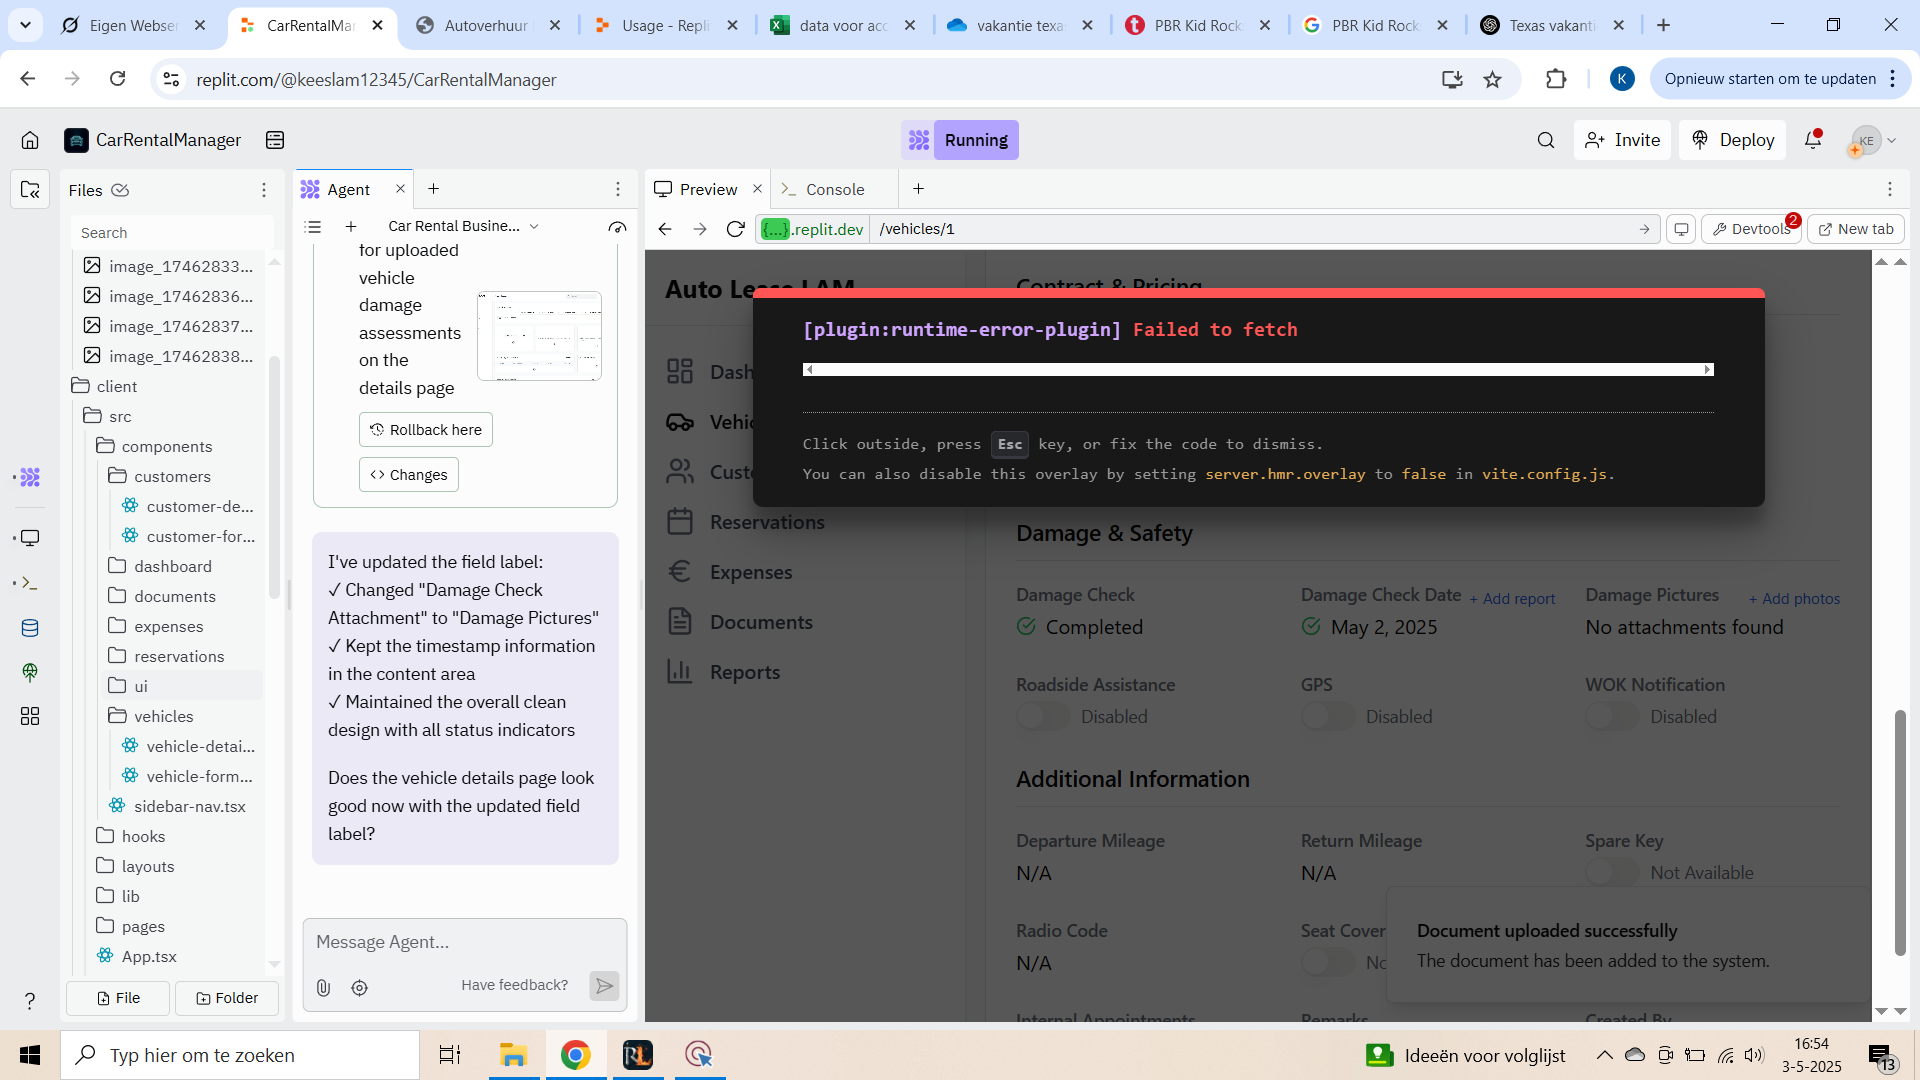 Eigen Webser
CarRentalMar
Autoverhuur
Usage - Repli
data voor acc
vakantie texa
PBR Kid Rock
PBR Kid Rock
Texas vakanti
replit.com/@keeslam12345/CarRentalManager
K
Opnieuw starten om te updaten
CarRentalManager
Running
Invite
Deploy
KE
Files
Agent
Preview
Console
Search
Car Rental Busine...
{...}.replit.dev
/vehicles/1
Devtools
2
New tab
image_17462833...
image_17462836...
image_17462837...
image_17462838...
client
src
components
customers
customer-de...
customer-for...
dashboard
documents
expenses
reservations
ui
vehicles
vehicle-detai...
vehicle-form...
sidebar-nav.tsx
hooks
layouts
lib
pages
App.tsx
File
Folder
for uploaded
vehicle
damage
assessments
on the
details page
Rollback here
Changes
I've updated the field label:
✓ Changed "Damage Check
Attachment" to "Damage Pictures"
✓ Kept the timestamp information
in the content area
✓ Maintained the overall clean
design with all status indicators
Does the vehicle details page look
good now with the updated field
label?
Message Agent...
Have feedback?
Auto Lease LAM
Contract & Pricing
[plugin:runtime-error-plugin] Failed to fetch
Click outside, press Esc key, or fix the code to dismiss.
You can also disable this overlay by setting server.hmr.overlay to false in vite.config.js.
Dash
Vehic
Custo
Reservations
Expenses
Documents
Reports
Damage & Safety
Damage Check
Damage Check Date
+ Add report
Damage Pictures
+ Add photos
Completed
May 2, 2025
No attachments found
Roadside Assistance
GPS
WOK Notification
Disabled
Disabled
Disabled
Additional Information
Departure Mileage
Return Mileage
Spare Key
N/A
N/A
Not Available
Radio Code
Seat Cover
N/A
No
Document uploaded successfully
The document has been added to the system.
Internal Appointments
Remarks
Created By
?
Typ hier om te zoeken
RL
Ideeën voor volglijst
16:54
3-5-2025
13